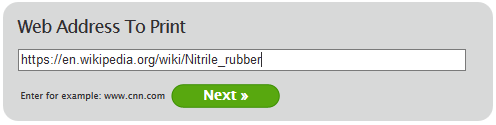 Web Address To Print
https://en.wikipedia.org/wiki/Nitrile_rubber
Enter for example: www.cnn.com Next »